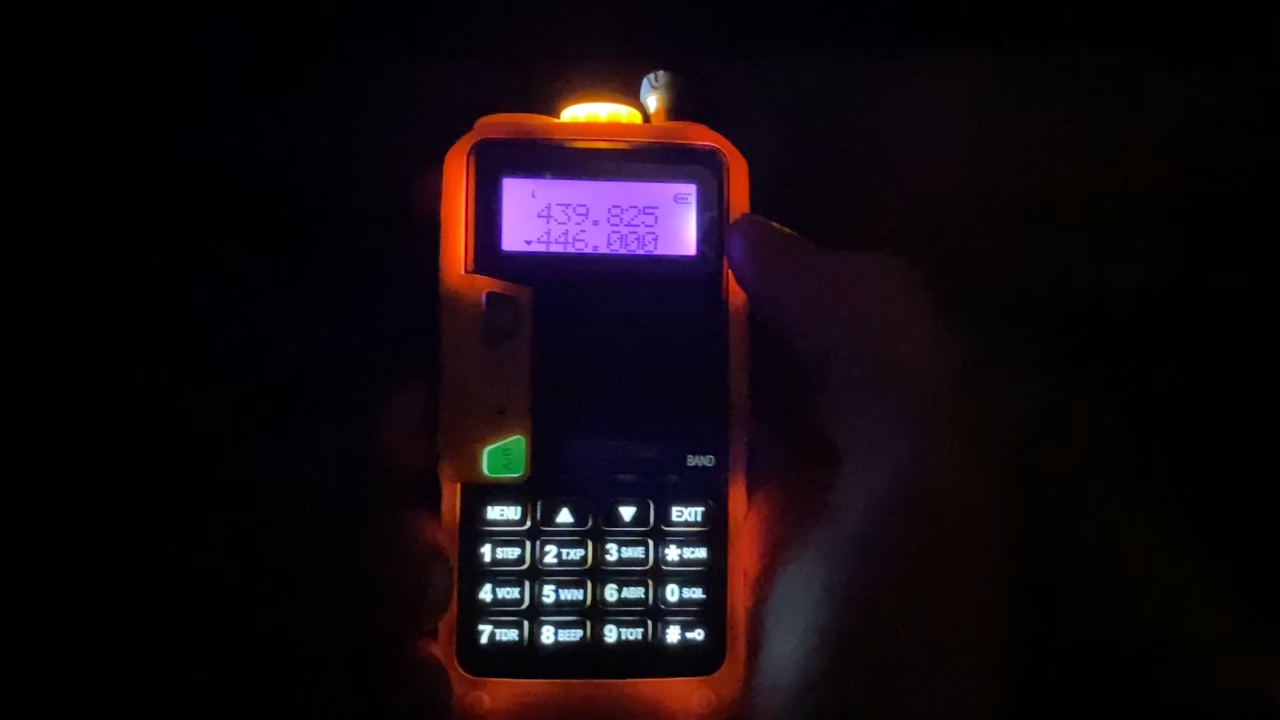 L
439.825
446.000
A/B
BAND
MENU ▲ ▼ EXIT
1 STEP 2 TXP 3 SAVE * SCAN
4 VOX 5 WN 6 ABR 0 SQL
7 TDR 8 BEEP 9 TOT #